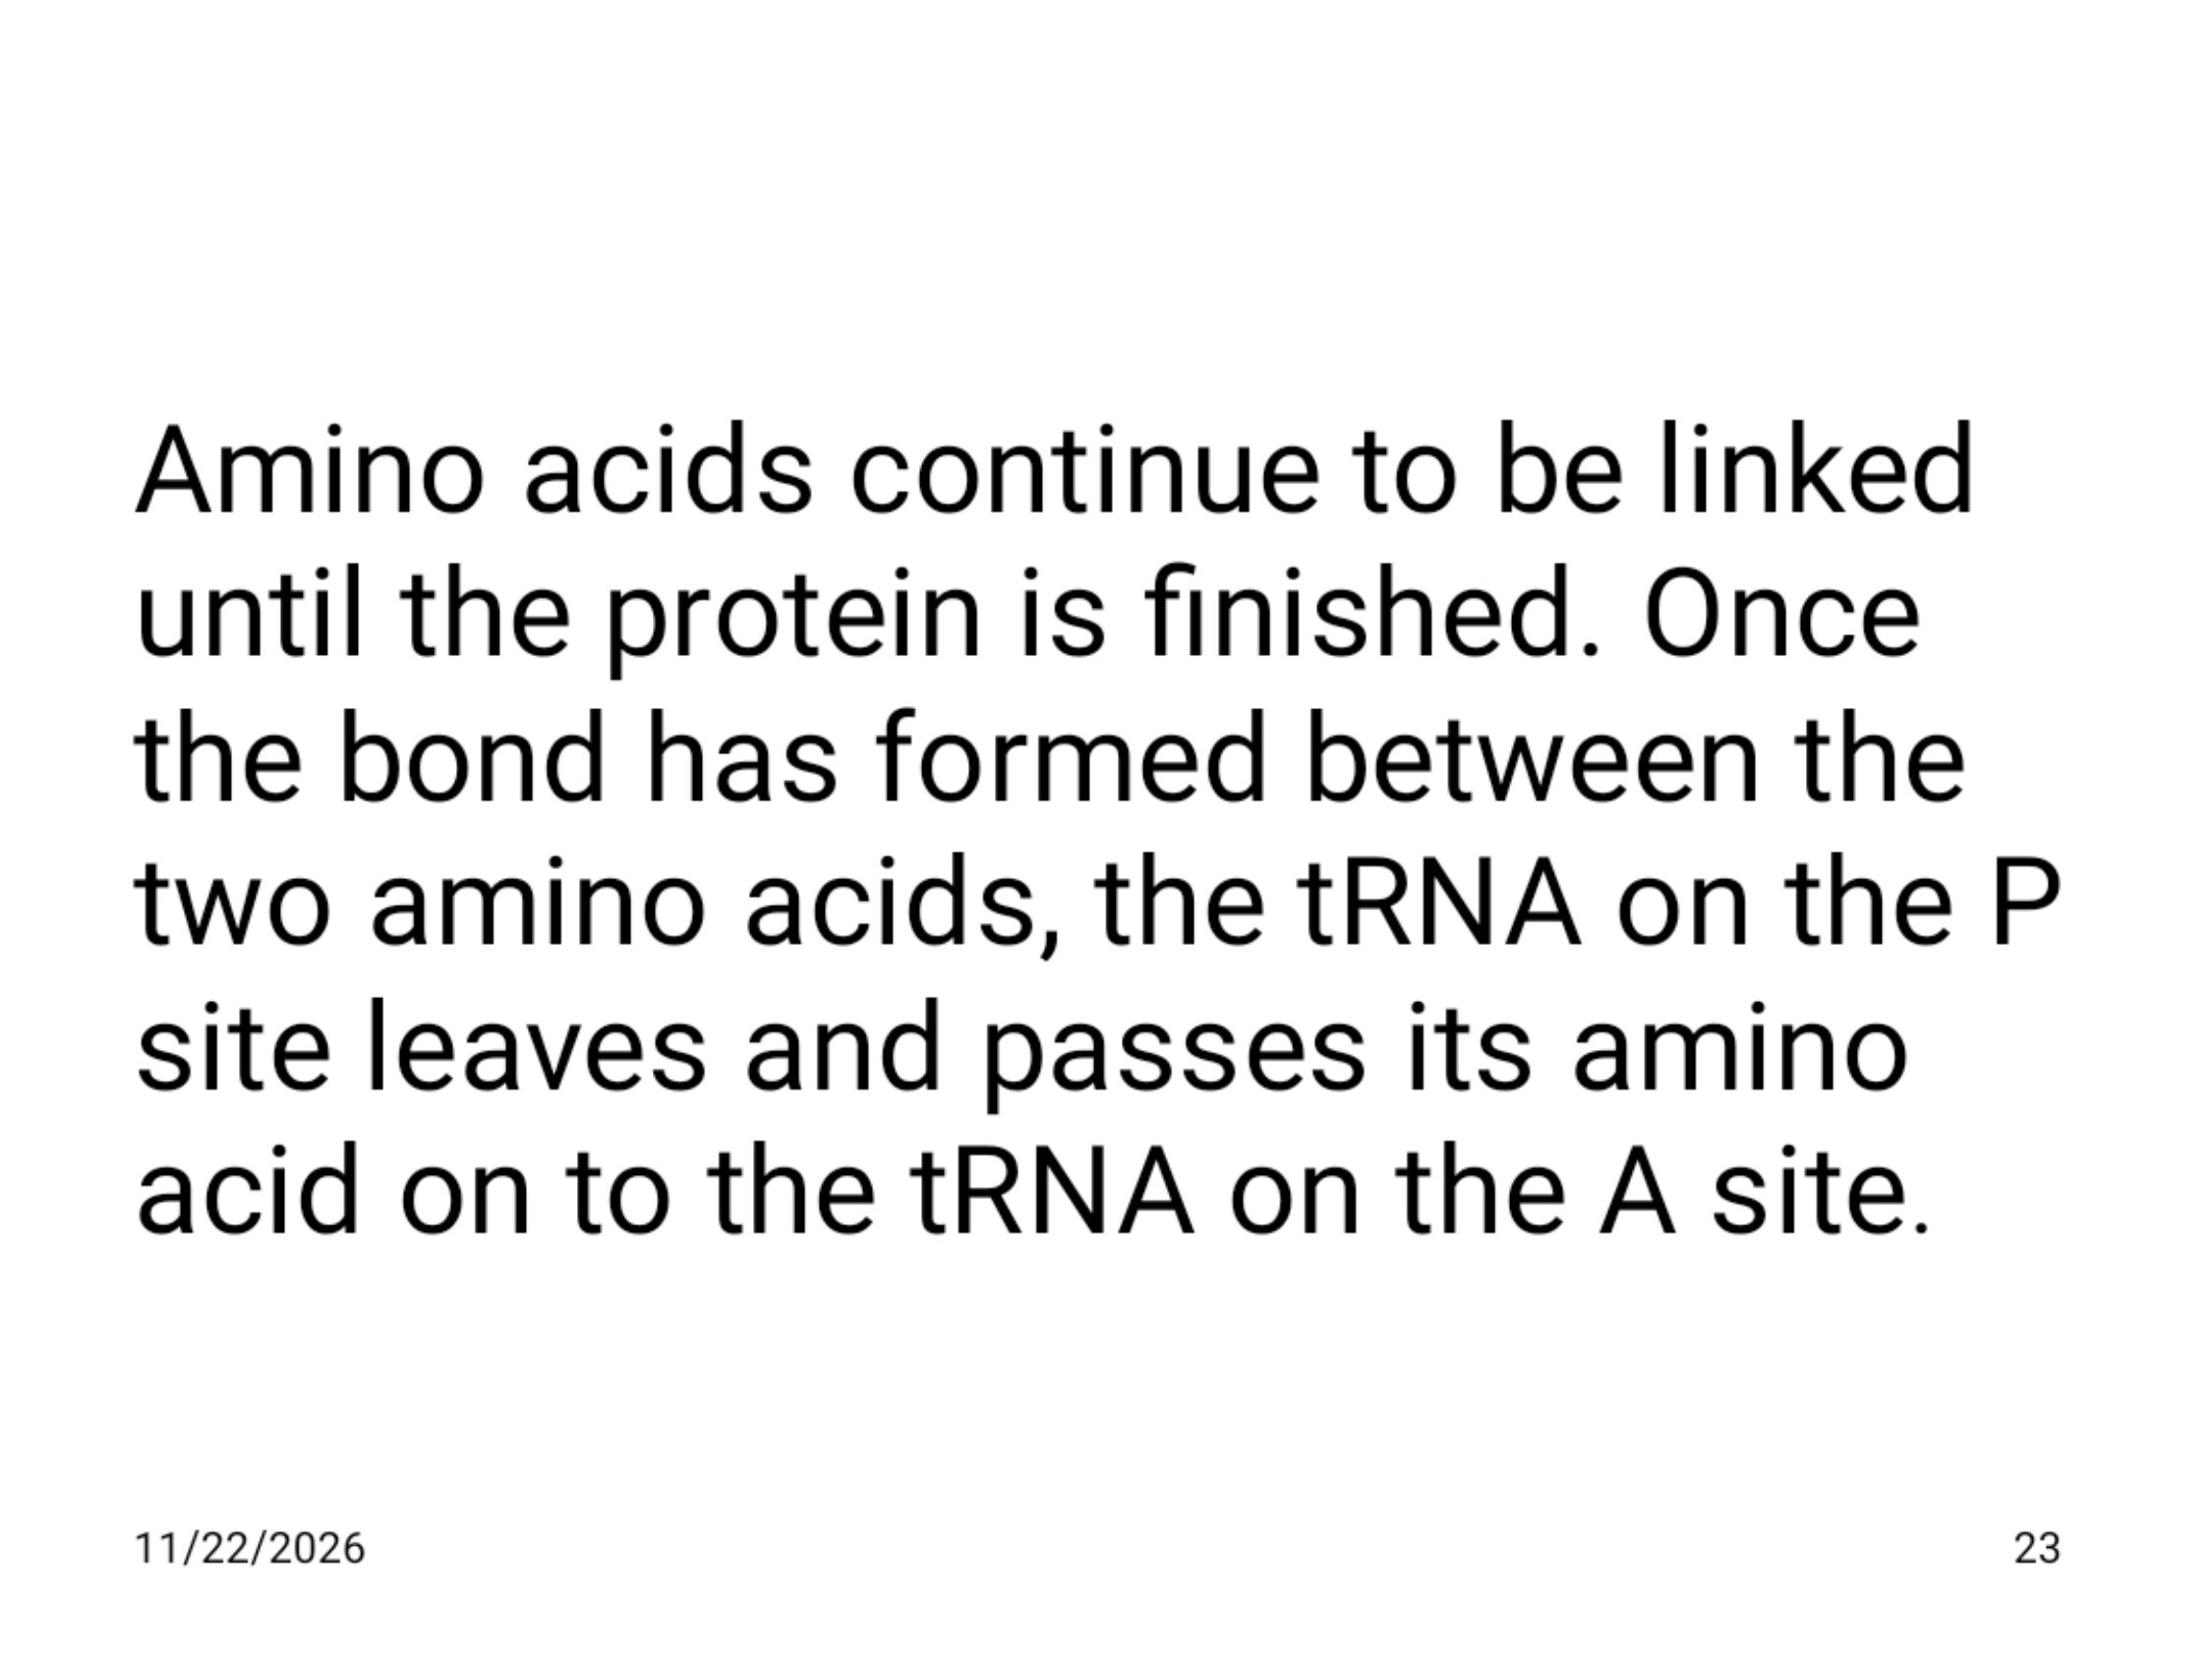 Amino acids continue to be linked
until the protein is finished. Once
the bond has formed between the
two amino acids, the tRNA on the P
site leaves and passes its amino
acid on to the tRNA on the A site.
11/22/2026
23